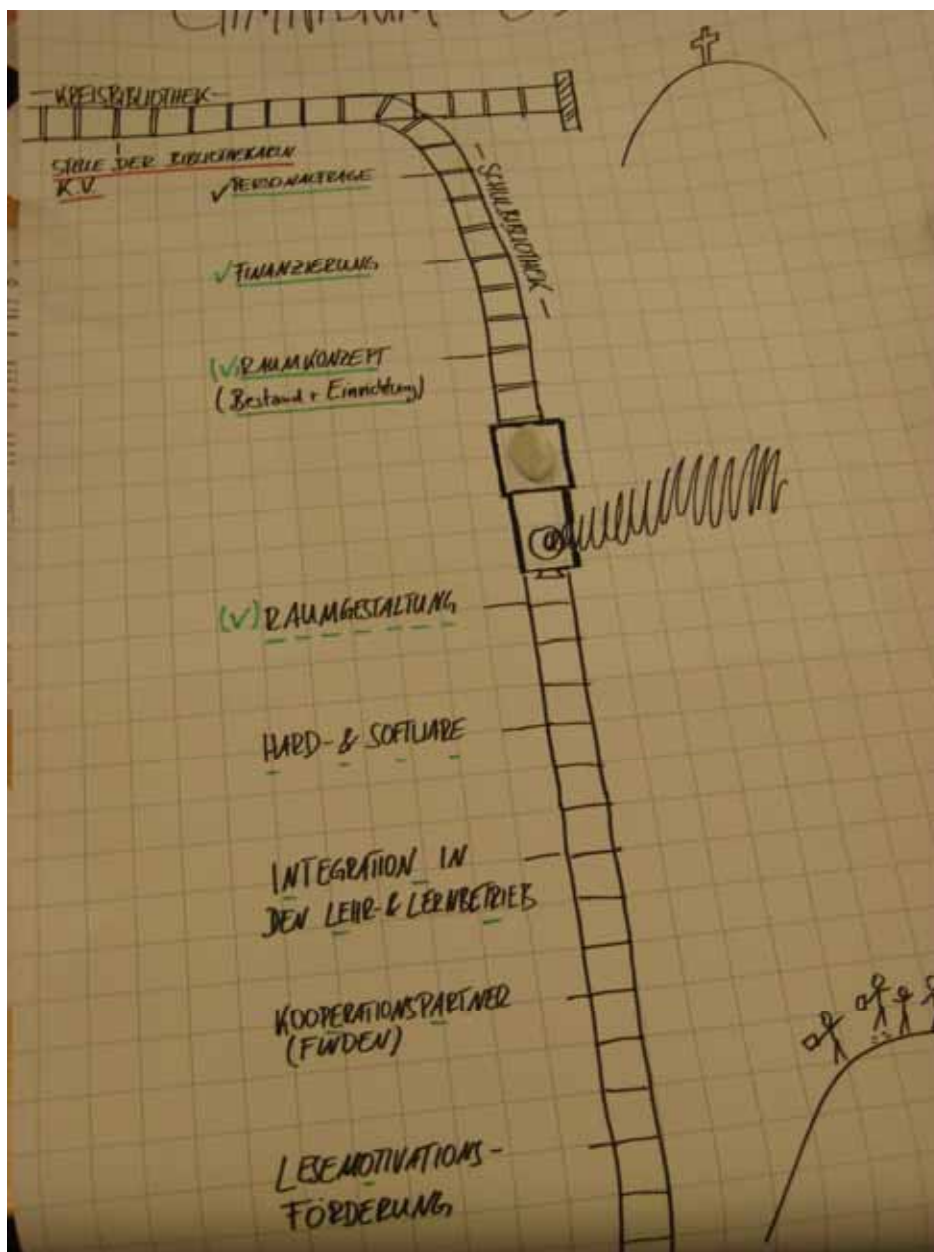 GYMNASIUM
– KREISBIBLIOTHEK –
STELLE DER BIBLIOTHEKARIN
K.V.
✓ PERSONALFRAGE
– SCHULBIBLIOTHEK –
✓ FINANZIERUNG
(✓) RAUMKONZEPT
(Bestand + Einrichtung)
(✓) RAUMGESTALTUNG
HARD- & SOFTWARE
INTEGRATION IN
DEN LEHR- & LERNBETRIEB
KOOPERATIONSPARTNER
(FINDEN)
LESEMOTIVATIONS-
FÖRDERUNG